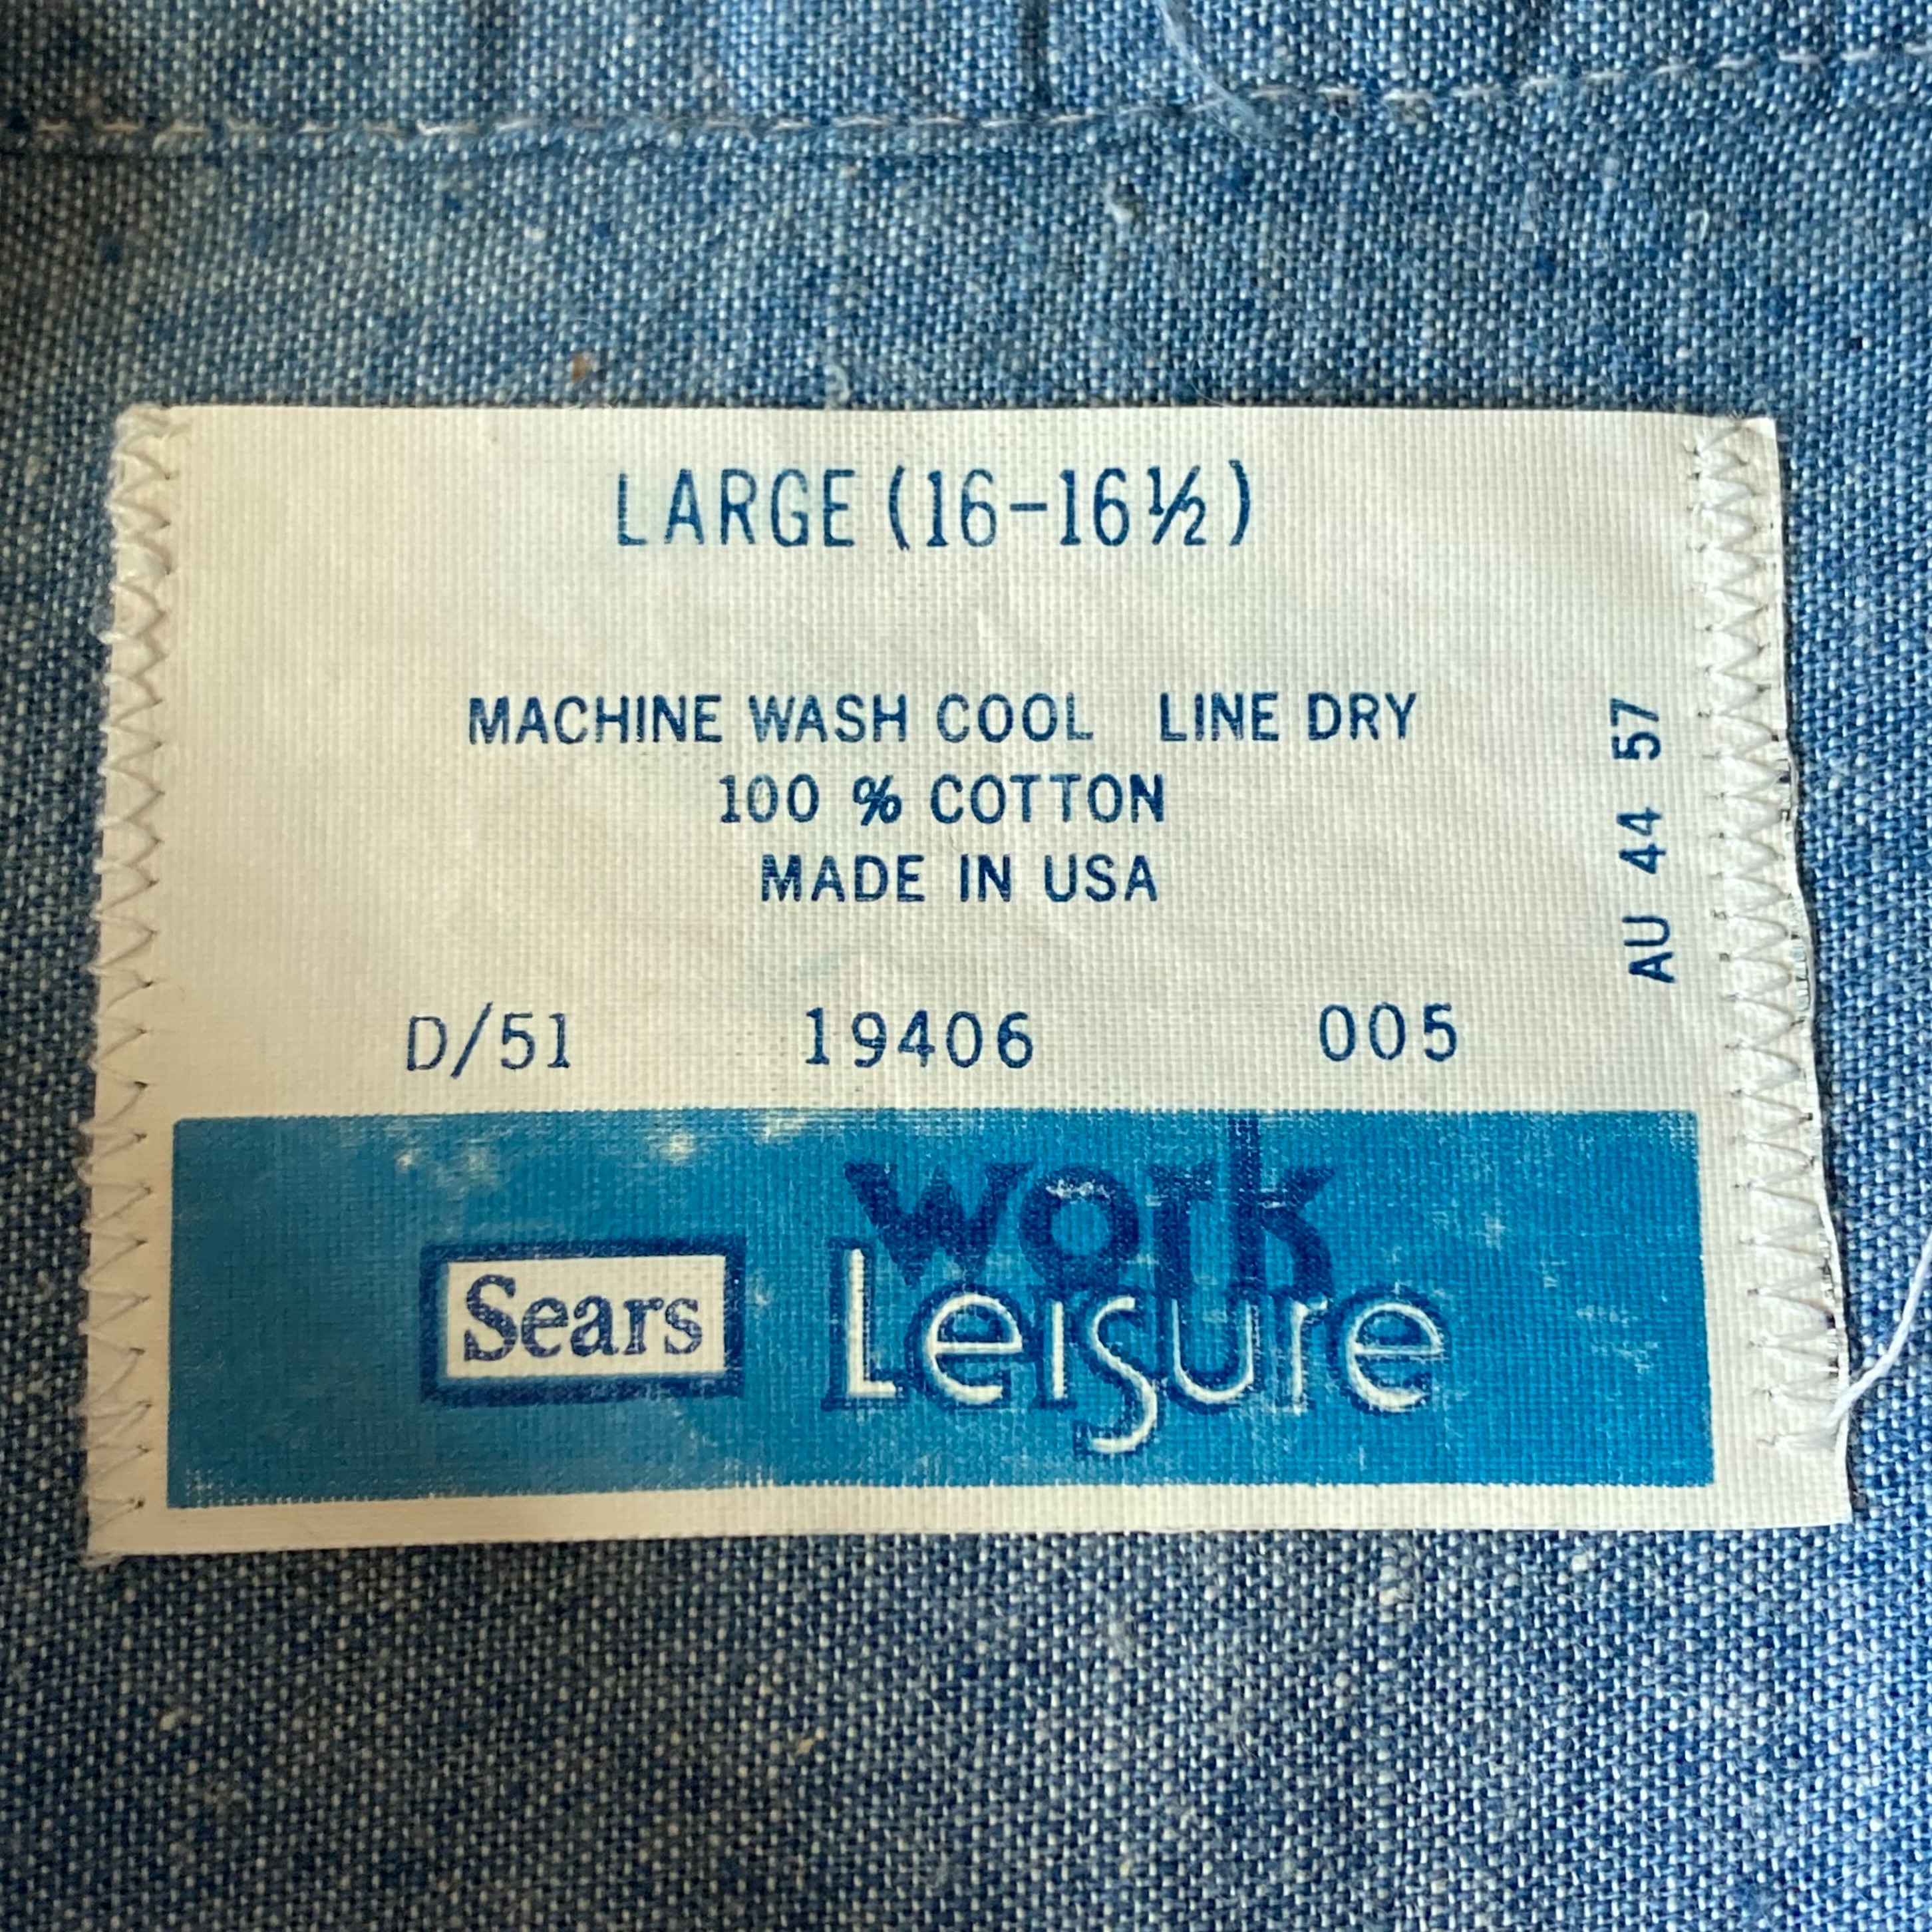 LARGE (16-16½)
MACHINE WASH COOL LINE DRY
100 % COTTON
MADE IN USA
AU 44 57
D/51 19406 005
Sears
work
Leisure